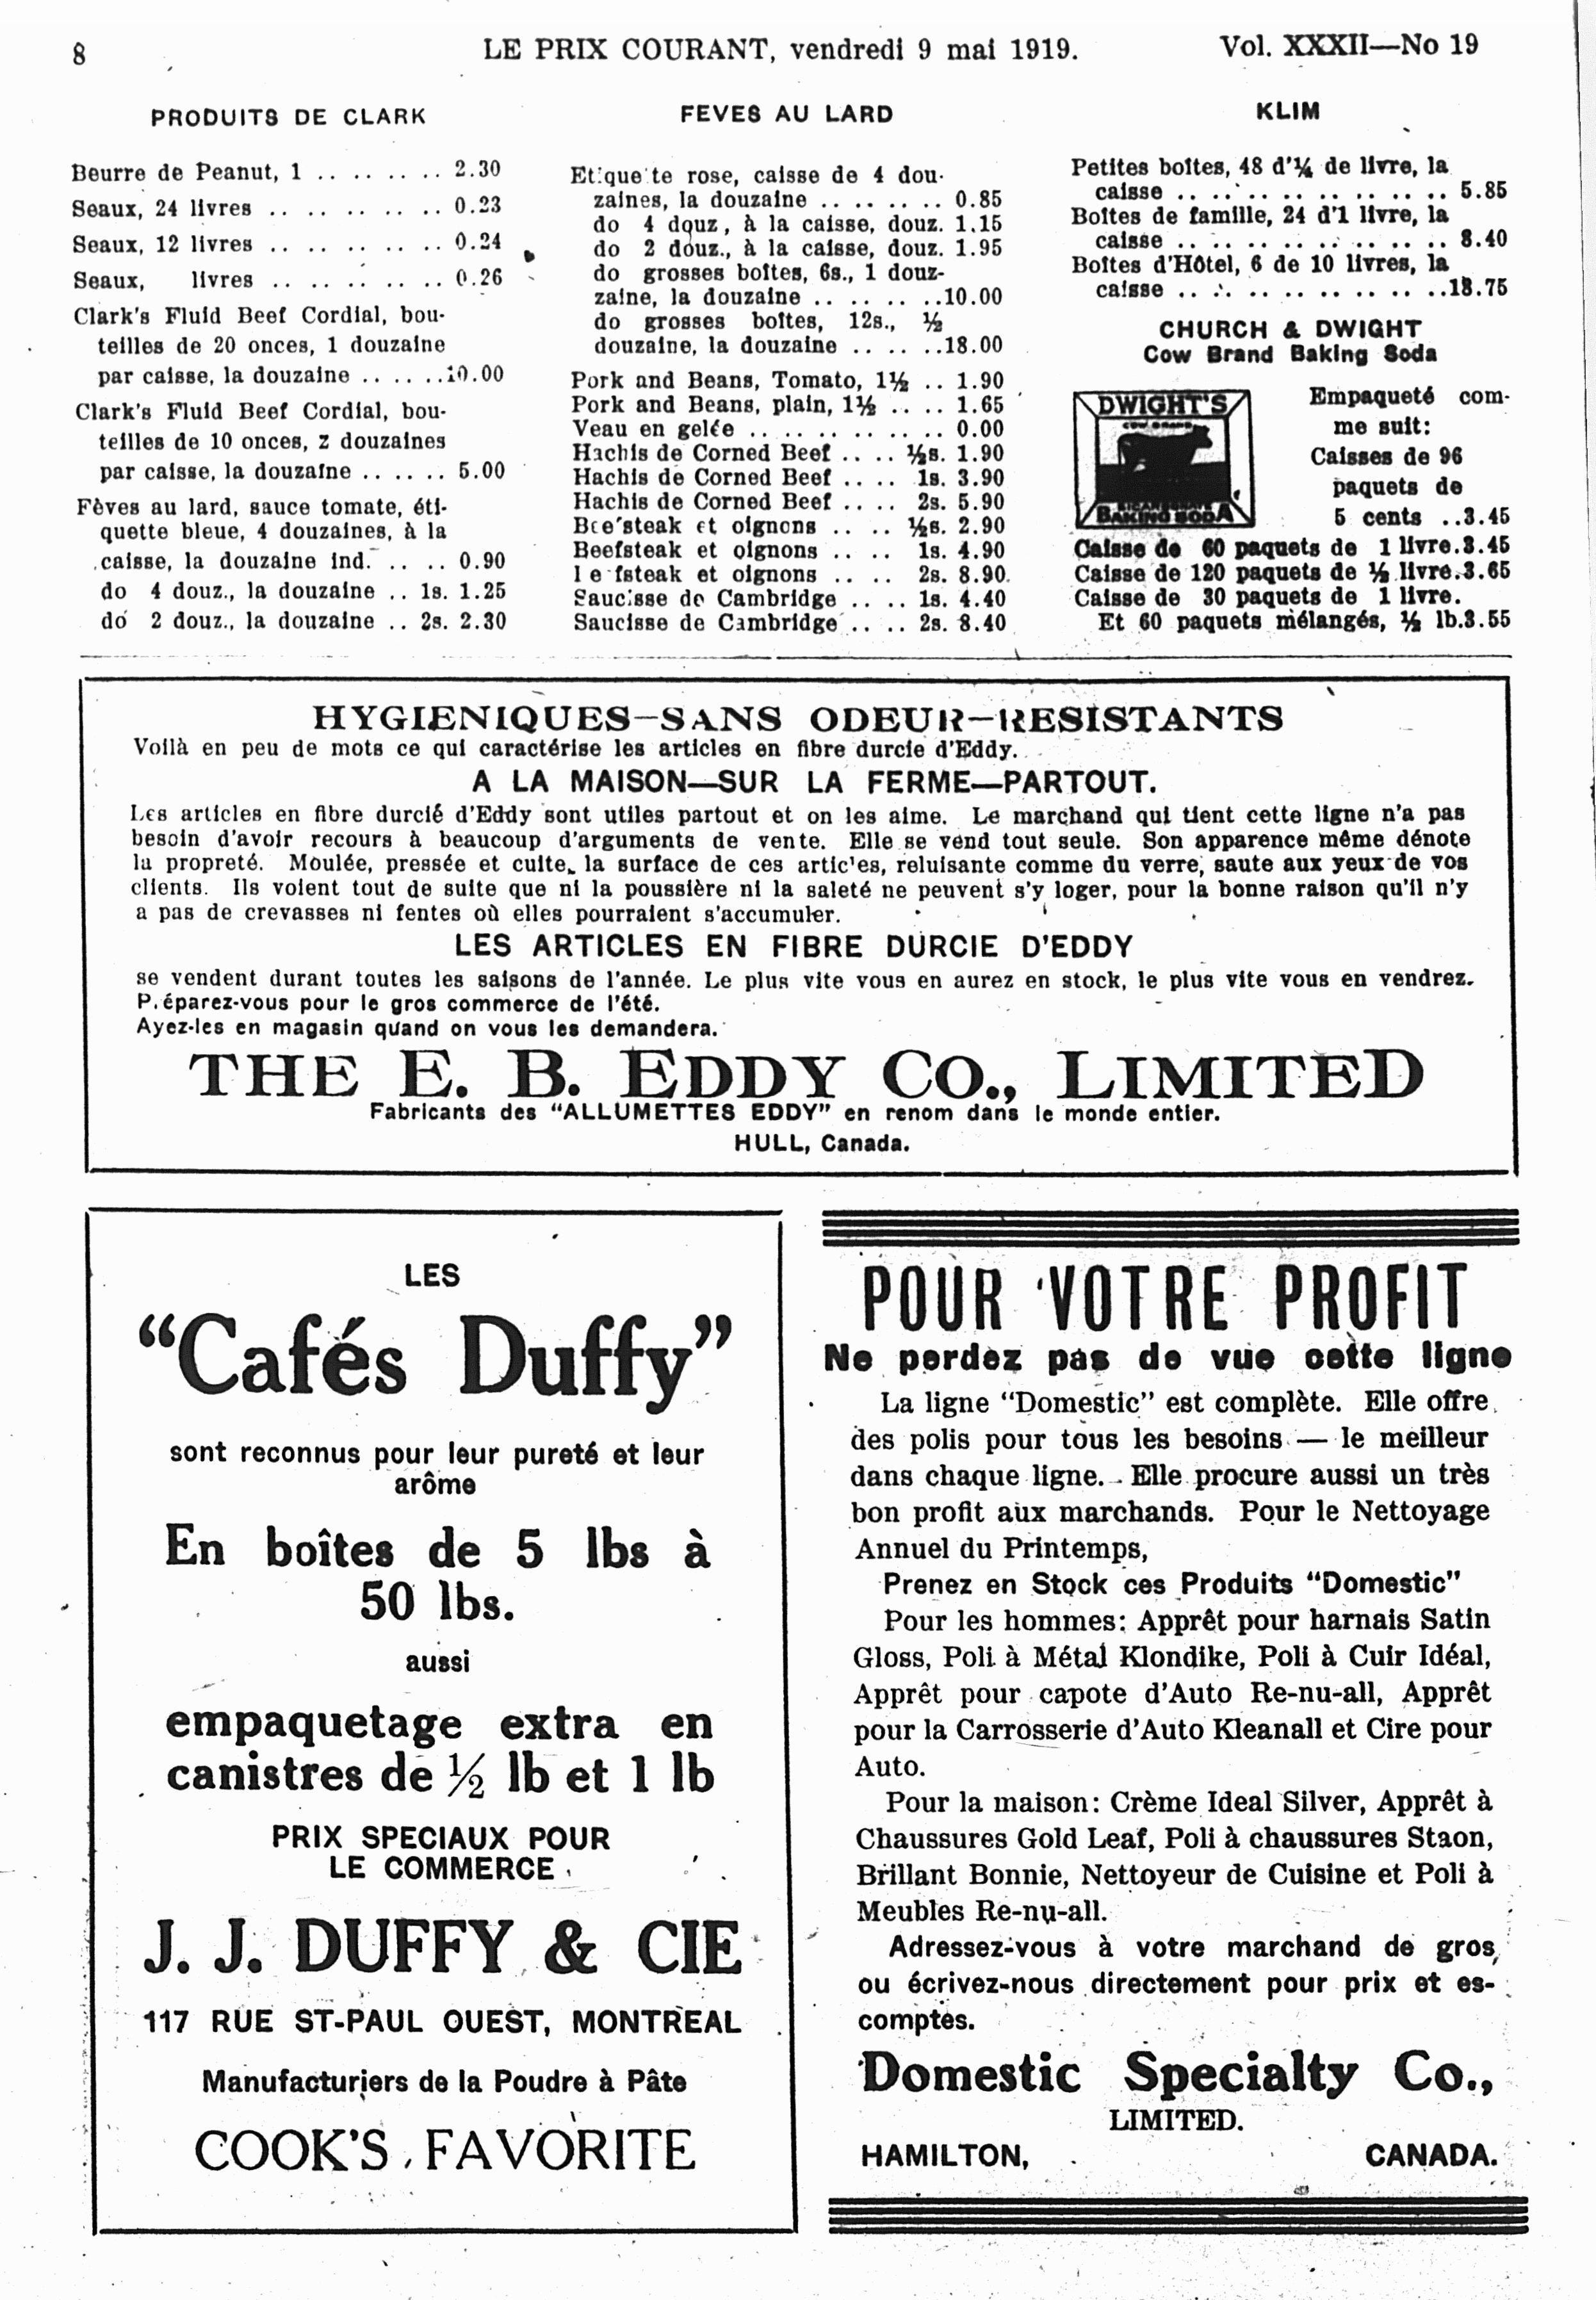 8
LE PRIX COURANT, vendredi 9 mai 1919.
Vol. XXXII—No 19
PRODUITS DE CLARK
Beurre de Peanut, 1 .. .. .. .. 2.30
Seaux, 24 livres .. .. .. .. .. 0.23
Seaux, 12 livres .. .. .. .. .. 0.24
Seaux, livres .. .. .. .. .. 0.26
Clark's Fluid Beef Cordial, bou-
teilles de 20 onces, 1 douzaine
par caisse, la douzaine .. .. ..10.00
Clark's Fluid Beef Cordial, bou-
teilles de 10 onces, 2 douzaines
par caisse, la douzaine .. .. .. 5.00
Fèves au lard, sauce tomate, éti-
quette bleue, 4 douzaines, à la
caisse, la douzaine ind. .. .. 0.90
do 4 douz., la douzaine .. 1s. 1.25
do 2 douz., la douzaine .. 2s. 2.30
FEVES AU LARD
Etique te rose, caisse de 4 dou-
zaines, la douzaine .. .. .. .. 0.85
do 4 douz, à la caisse, douz. 1.15
do 2 douz., à la caisse, douz. 1.95
do grosses boîtes, 6s., 1 douz-
zaine, la douzaine .. .. .. ..10.00
do grosses boîtes, 12s., ½
douzaine, la douzaine .. .. ..18.00
Pork and Beans, Tomato, 1½ .. 1.90
Pork and Beans, plain, 1½ .. .. 1.65
Veau en gelée .. .. .. .. .. .. 0.00
Hachis de Corned Beef .. .. ½s. 1.90
Hachis de Corned Beef .. .. 1s. 3.90
Hachis de Corned Beef .. .. 2s. 5.90
Bee'steak et oignons .. .. ½s. 2.90
Beefsteak et oignons .. .. 1s. 4.90
I e fsteak et oignons .. .. 2s. 8.90
Saucisse de Cambridge .. .. 1s. 4.40
Saucisse de Cambridge .. .. 2s. 8.40
KLIM
Petites boîtes, 48 d'¼ de livre, la
caisse .. .. .. .. .. .. .. .. 5.85
Boîtes de famille, 24 d'1 livre, la
caisse .. .. .. .. .. .. .. .. 8.40
Boîtes d'Hôtel, 6 de 10 livres, la
caisse .. .. .. .. .. .. .. ..18.75
CHURCH & DWIGHT
Cow Brand Baking Soda
DWIGHT'S
COW BRAND
BAKING SODA
Empaqueté com-
me suit:
Caisses de 96
paquets de
5 cents ..3.45
Caisse de 60 paquets de 1 livre.3.45
Caisse de 120 paquets de ½ livre.3.65
Caisse de 30 paquets de 1 livre.
Et 60 paquets mélangés, ½ lb.3.55
HYGIENIQUES—SANS ODEUR—RESISTANTS
Voilà en peu de mots ce qui caractérise les articles en fibre durcie d'Eddy.
A LA MAISON—SUR LA FERME—PARTOUT.
Les articles en fibre durcié d'Eddy sont utiles partout et on les aime. Le marchand qui tient cette ligne n'a pas
besoin d'avoir recours à beaucoup d'arguments de vente. Elle se vend tout seule. Son apparence même dénote
la propreté. Moulée, pressée et cuite, la surface de ces artic'es, reluisante comme du verre, saute aux yeux de vos
clients. Ils voient tout de suite que ni la poussière ni la saleté ne peuvent s'y loger, pour la bonne raison qu'il n'y
a pas de crevasses ni fentes où elles pourraient s'accumuler.
LES ARTICLES EN FIBRE DURCIE D'EDDY
se vendent durant toutes les saisons de l'année. Le plus vite vous en aurez en stock, le plus vite vous en vendrez.
P.éparez-vous pour le gros commerce de l'été.
Ayez-les en magasin quand on vous les demandera.
THE E. B. EDDY CO., LIMITED
Fabricants des "ALLUMETTES EDDY" en renom dans le monde entier.
HULL, Canada.
LES
"Cafés Duffy"
sont reconnus pour leur pureté et leur
arôme
En boîtes de 5 lbs à
50 lbs.
aussi
empaquetage extra en
canistres de ½ lb et 1 lb
PRIX SPECIAUX POUR
LE COMMERCE
J. J. DUFFY & CIE
117 RUE ST-PAUL OUEST, MONTREAL
Manufacturiers de la Poudre à Pâte
COOK'S FAVORITE
POUR VOTRE PROFIT
Ne perdez pas de vue cette ligne
La ligne "Domestic" est complète. Elle offre
des polis pour tous les besoins — le meilleur
dans chaque ligne. Elle procure aussi un très
bon profit aux marchands. Pour le Nettoyage
Annuel du Printemps,
Prenez en Stock ces Produits "Domestic"
Pour les hommes: Apprêt pour harnais Satin
Gloss, Poli à Métal Klondike, Poli à Cuir Idéal,
Apprêt pour capote d'Auto Re-nu-all, Apprêt
pour la Carrosserie d'Auto Kleanall et Cire pour
Auto.
Pour la maison: Crème Ideal Silver, Apprêt à
Chaussures Gold Leaf, Poli à chaussures Staon,
Brillant Bonnie, Nettoyeur de Cuisine et Poli à
Meubles Re-nu-all.
Adressez-vous à votre marchand de gros,
ou écrivez-nous directement pour prix et es-
comptes.
Domestic Specialty Co.,
LIMITED.
HAMILTON, CANADA.